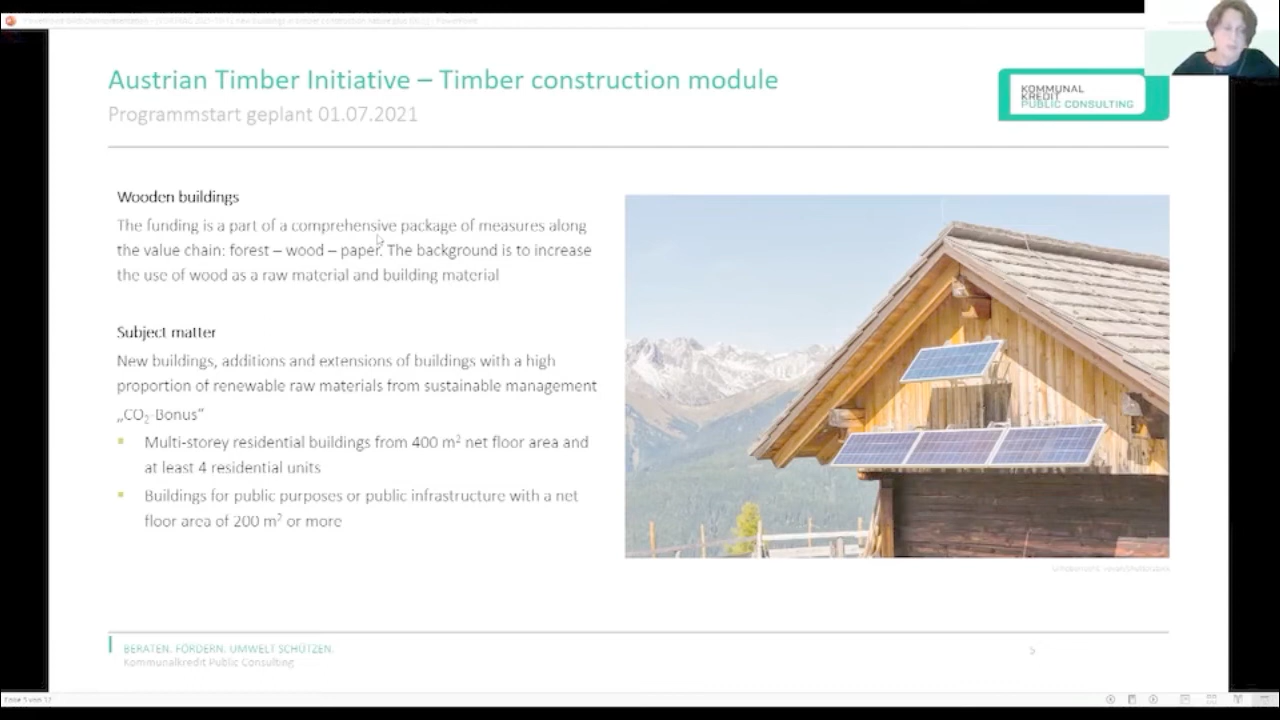 Austrian Timber Initiative – Timber construction module
Programmstart geplant 01.07.2021
KOMMUNAL
KREDIT
PUBLIC CONSULTING
Wooden buildings
The funding is a part of a comprehensive package of measures along
the value chain: forest – wood – paper. The background is to increase
the use of wood as a raw material and building material
Subject matter
New buildings, additions and extensions of buildings with a high
proportion of renewable raw materials from sustainable management
„CO₂-Bonus“
Multi-storey residential buildings from 400 m² net floor area and
at least 4 residential units
Buildings for public purposes or public infrastructure with a net
floor area of 200 m² or more
BERATEN. FÖRDERN. UMWELT SCHÜTZEN.
Kommunalkredit Public Consulting
5